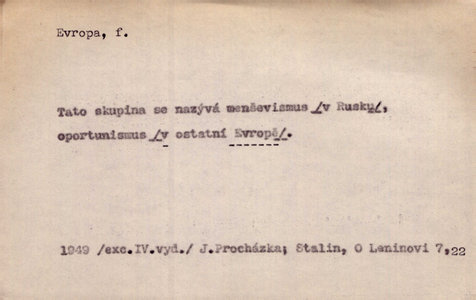 Evropa, f.
Tato skupina se nazývá menševismus /v Rusku/,
oportunismus /v ostatní Evropě/.
1949 /exc.IV.vyd./ J.Procházka; Stalin, O Leninovi 7,22